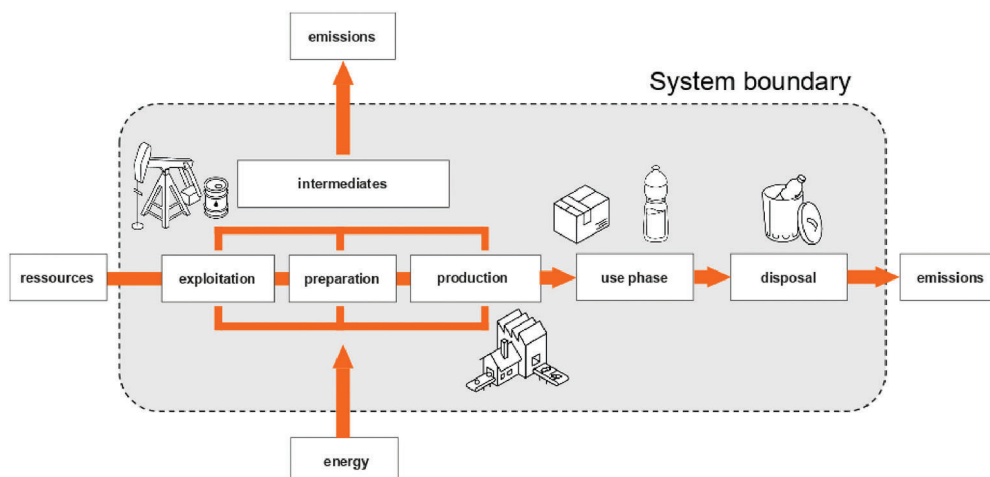 emissions
System boundary
intermediates
ressources
exploitation
preparation
production
use phase
disposal
emissions
energy